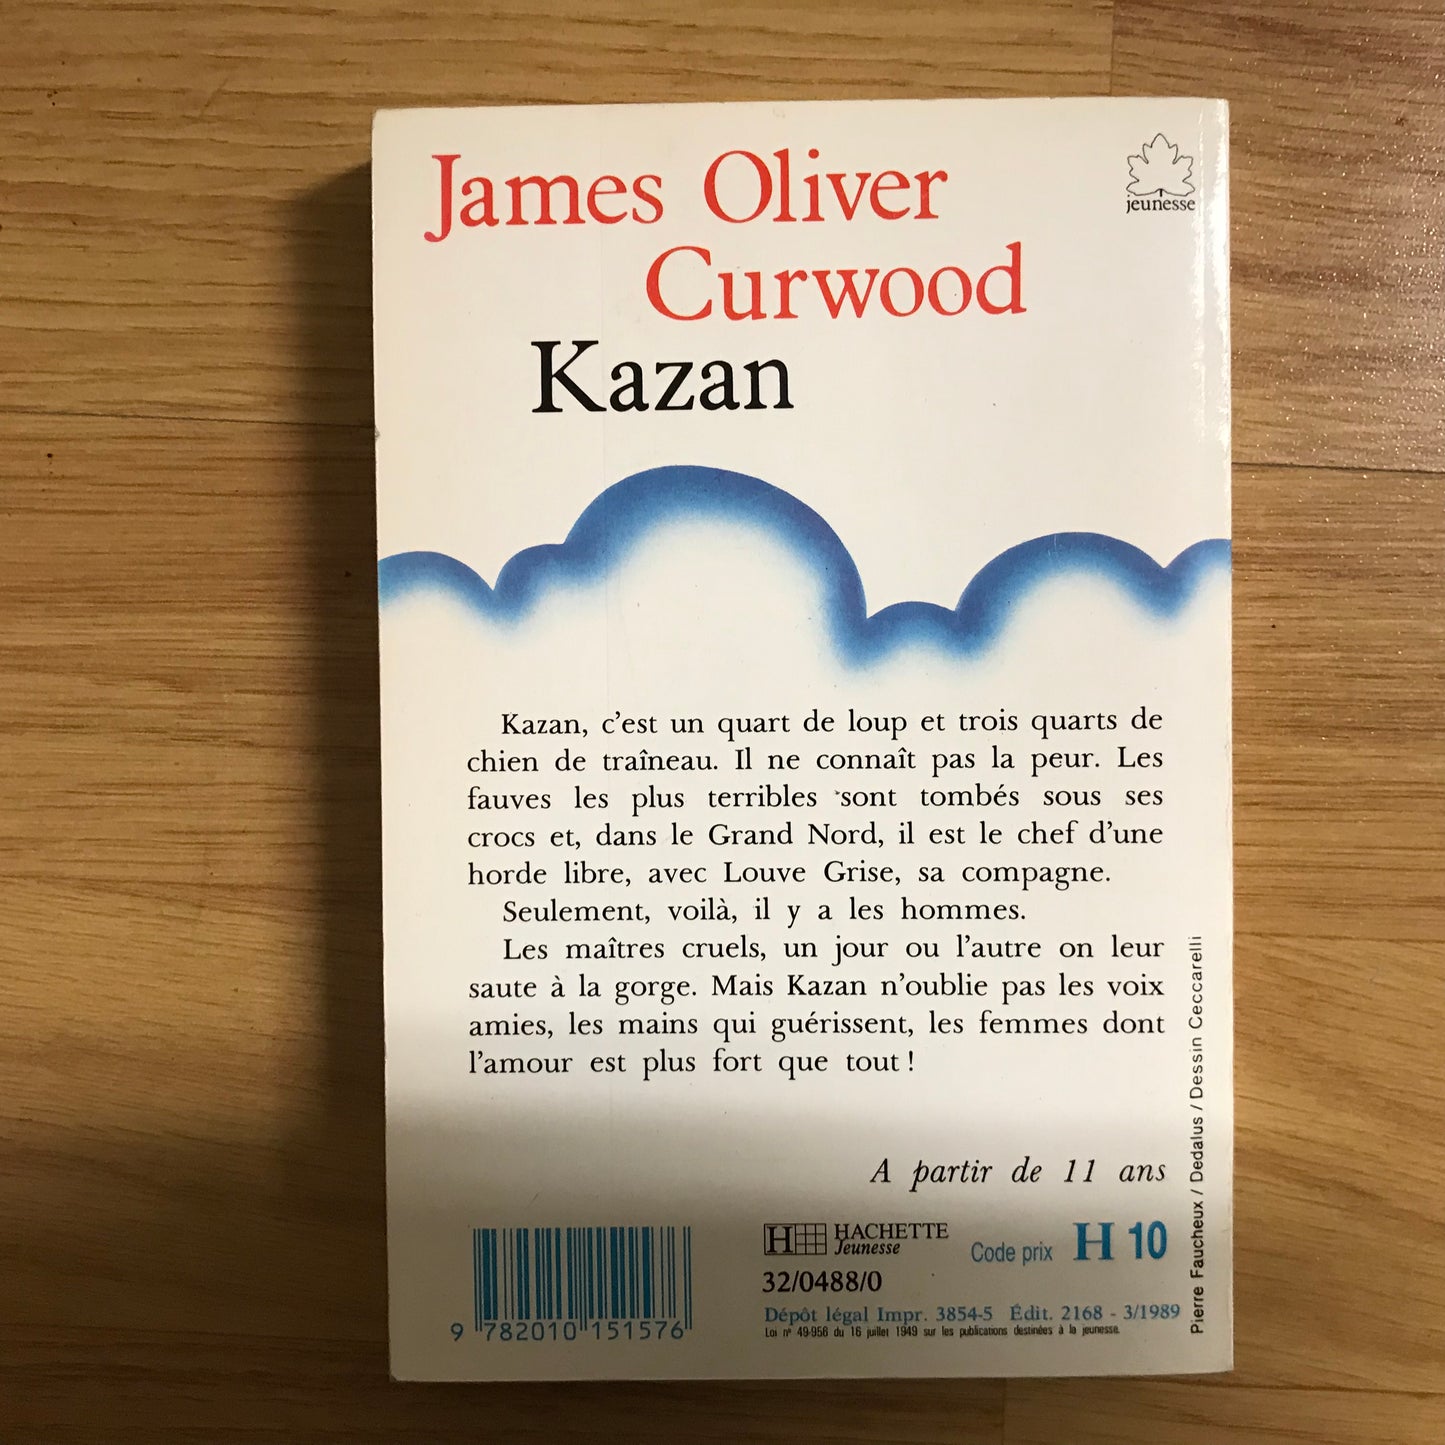 James Oliver
Curwood
Kazan
jeunesse
Kazan, c'est un quart de loup et trois quarts de
chien de traîneau. Il ne connaît pas la peur. Les
fauves les plus terribles sont tombés sous ses
crocs et, dans le Grand Nord, il est le chef d'une
horde libre, avec Louve Grise, sa compagne.
Seulement, voilà, il y a les hommes.
Les maîtres cruels, un jour ou l'autre on leur
saute à la gorge. Mais Kazan n'oublie pas les voix
amies, les mains qui guérissent, les femmes dont
l'amour est plus fort que tout !
A partir de 11 ans
H HACHETTE
Jeunesse
Code prix H 10
32/0488/0
Dépôt légal Impr. 3854-5 Édit. 2168 - 3/1989
Loi n° 49-956 du 16 juillet 1949 sur les publications destinées à la jeunesse.
9 782010 151576
Pierre Faucheux / Dedalus / Dessin Ceccarelli